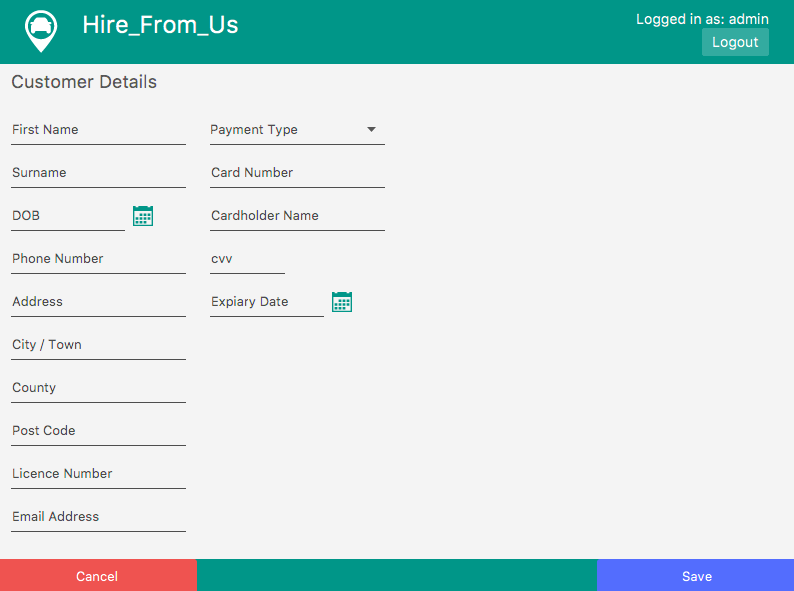 Hire_From_Us
Logged in as: admin
Logout
Customer Details
First Name
Surname
DOB
Phone Number
Address
City / Town
County
Post Code
Licence Number
Email Address
Payment Type
Card Number
Cardholder Name
cvv
Expiary Date
Cancel
Save